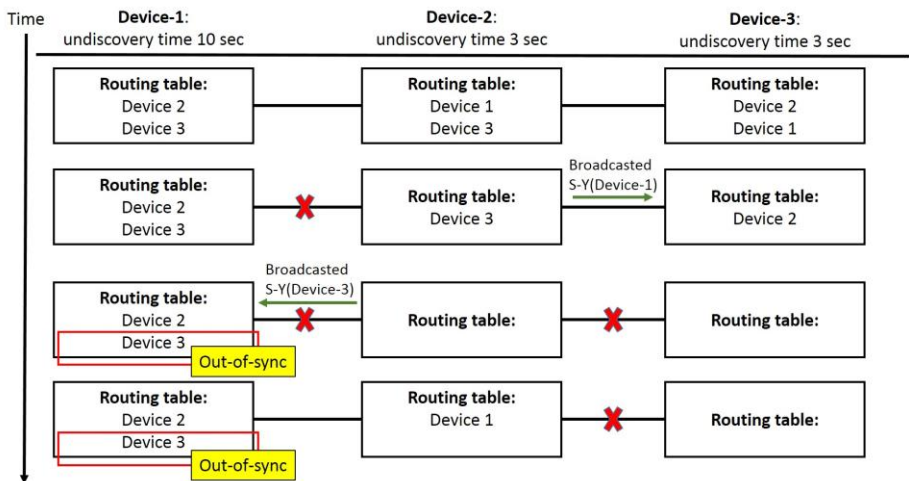 Time
Device-1:
undiscovery time 10 sec
Device-2:
undiscovery time 3 sec
Device-3:
undiscovery time 3 sec
Routing table:
Device 2
Device 3
Routing table:
Device 1
Device 3
Routing table:
Device 2
Device 1
Routing table:
Device 2
Device 3
Routing table:
Device 3
Broadcasted
S-Y(Device-1)
Routing table:
Device 2
Routing table:
Device 2
Device 3
Out-of-sync
Broadcasted
S-Y(Device-3)
Routing table:
Routing table:
Routing table:
Device 2
Device 3
Out-of-sync
Routing table:
Device 1
Routing table: